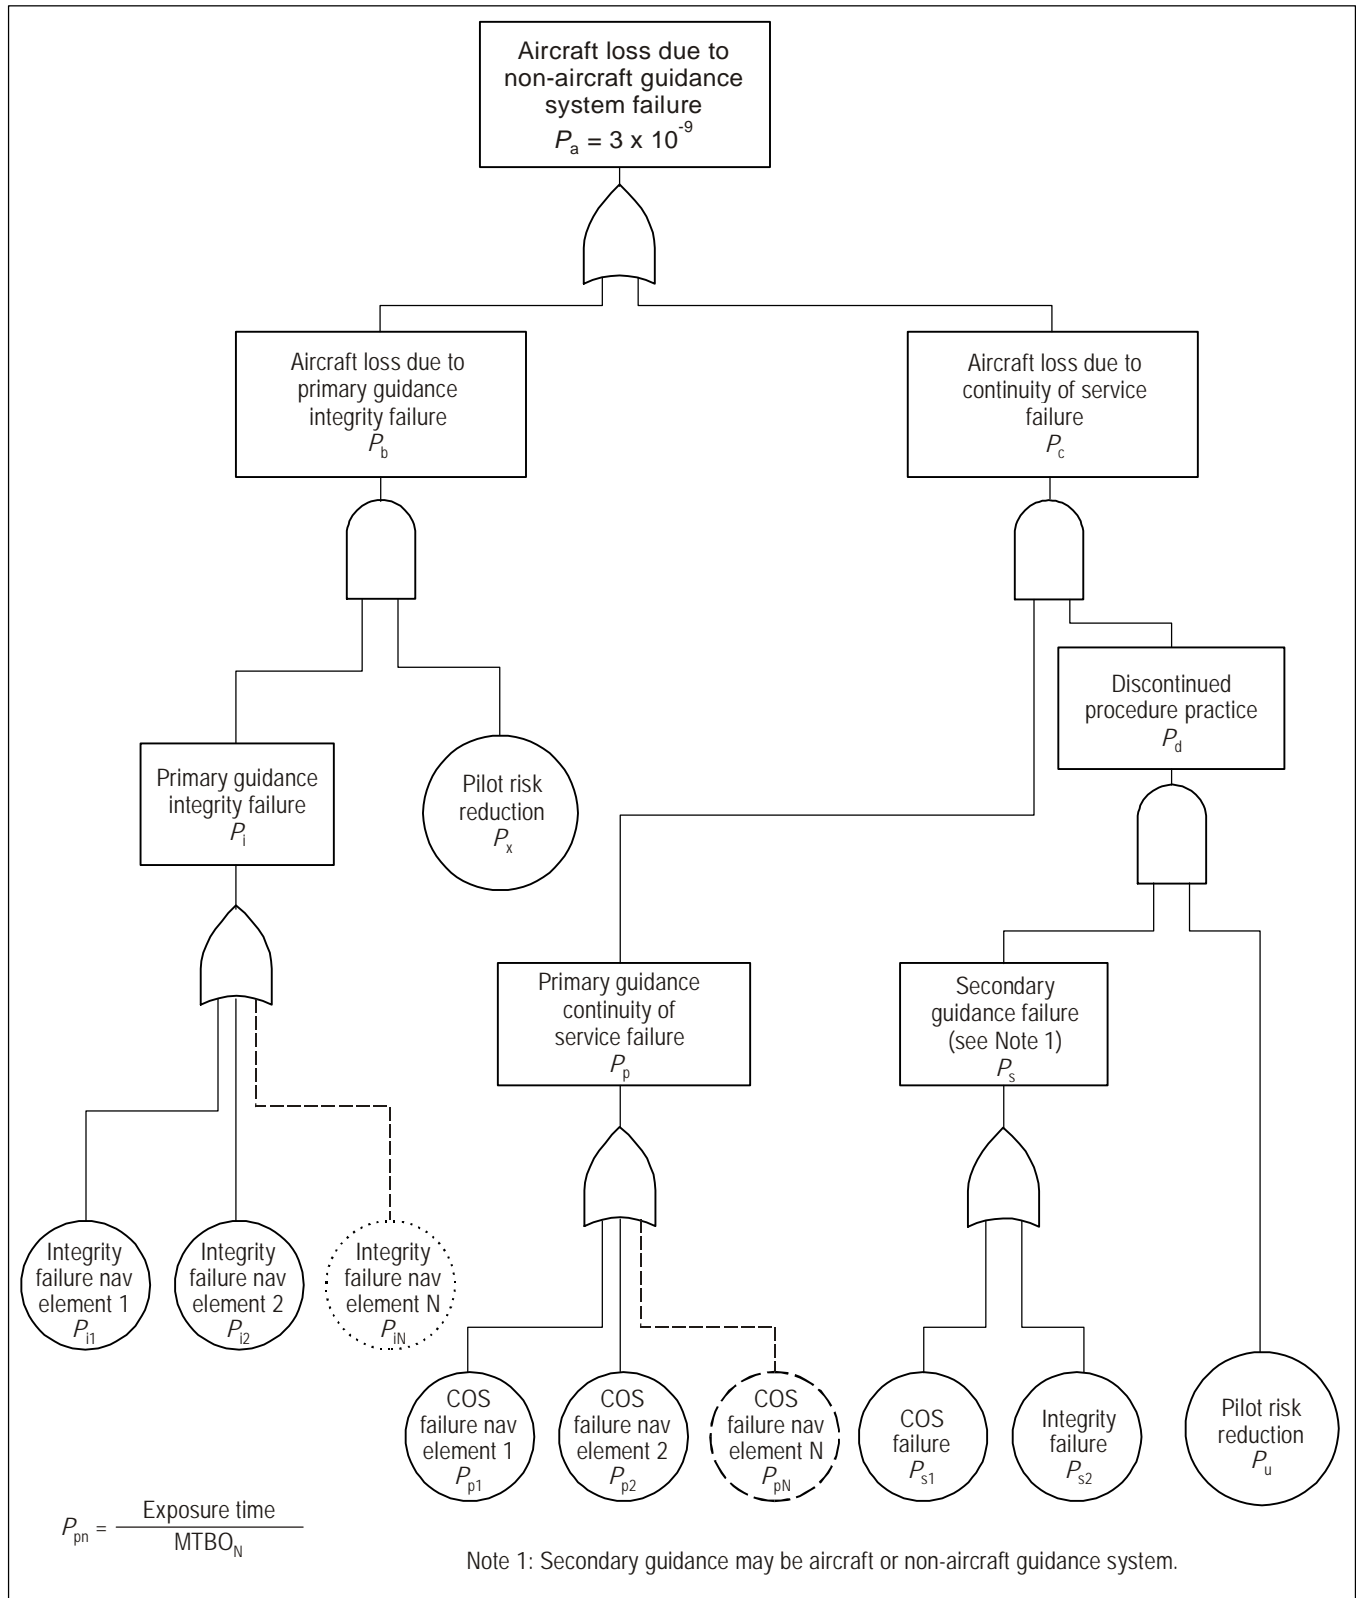 Aircraft loss due to
non-aircraft guidance
system failure
Pa = 3 x 10-9
Aircraft loss due to
primary guidance
integrity failure
Pb
Aircraft loss due to
continuity of service
failure
Pc
Discontinued
procedure practice
Pd
Primary guidance
integrity failure
Pi
Pilot risk
reduction
Px
Primary guidance
continuity of
service failure
Pp
Secondary
guidance failure
(see Note 1)
Ps
Integrity
failure nav
element 1
Pi1
Integrity
failure nav
element 2
Pi2
Integrity
failure nav
element N
PiN
COS
failure nav
element 1
Pp1
COS
failure nav
element 2
Pp2
COS
failure nav
element N
PpN
COS
failure
Ps1
Integrity
failure
Ps2
Pilot risk
reduction
Pu
Ppn = Exposure time
MTBON
Note 1: Secondary guidance may be aircraft or non-aircraft guidance system.